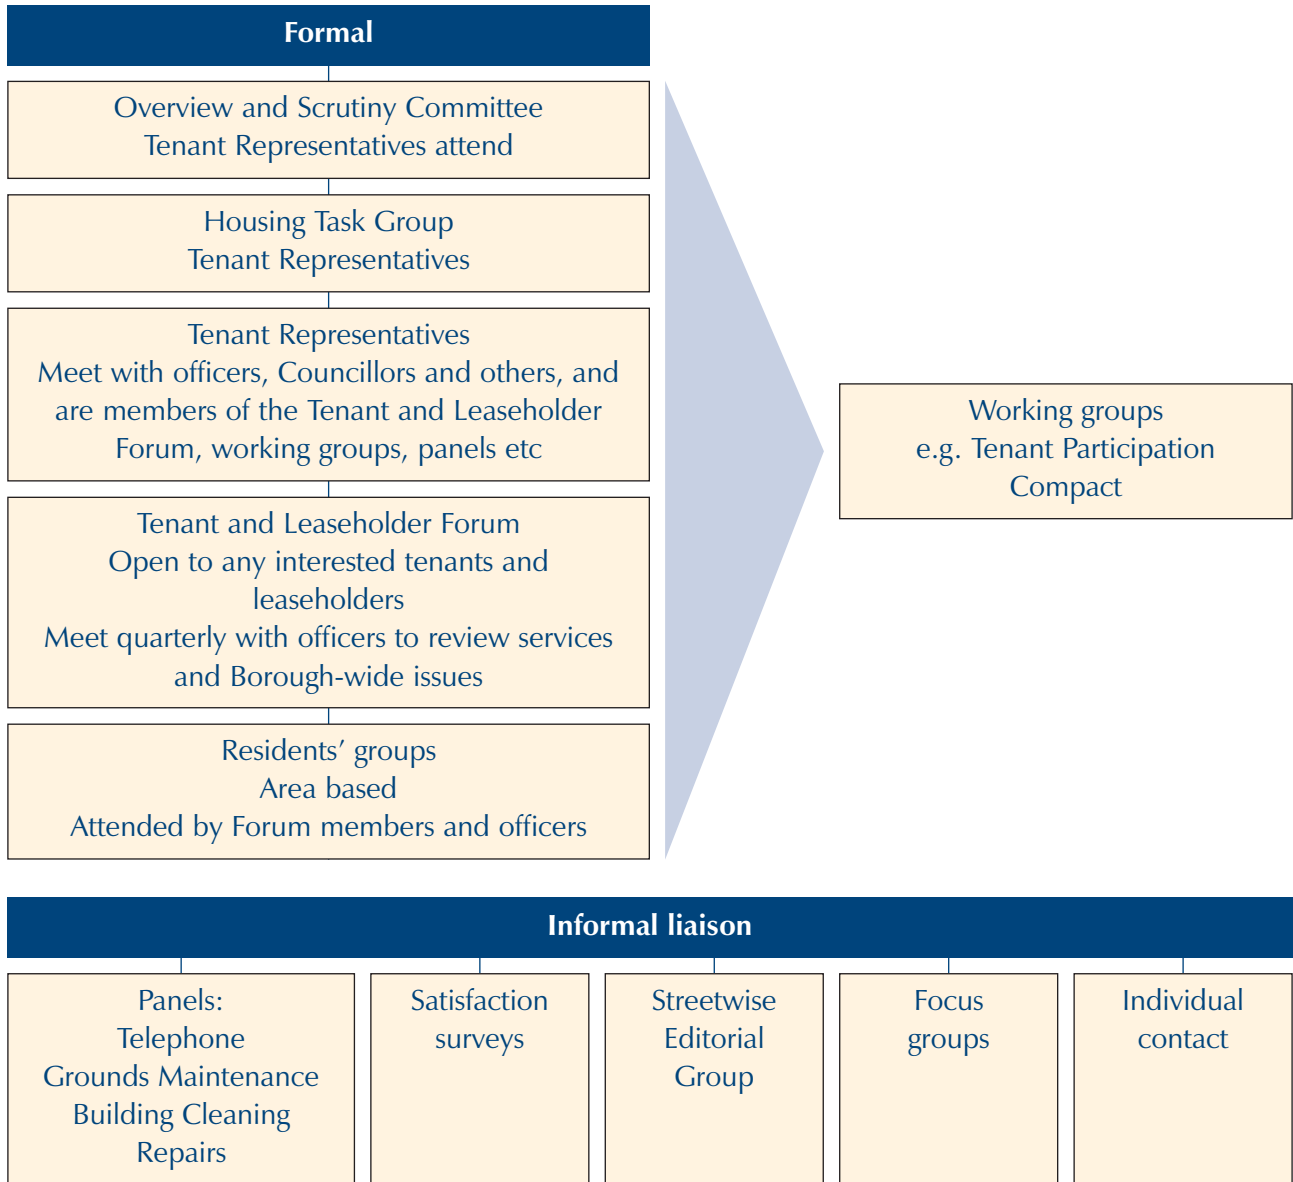 Formal
Overview and Scrutiny Committee
Tenant Representatives attend
Housing Task Group
Tenant Representatives
Tenant Representatives
Meet with officers, Councillors and others, and
are members of the Tenant and Leaseholder
Forum, working groups, panels etc
Tenant and Leaseholder Forum
Open to any interested tenants and
leaseholders
Meet quarterly with officers to review services
and Borough-wide issues
Residents’ groups
Area based
Attended by Forum members and officers
Working groups
e.g. Tenant Participation
Compact
Informal liaison
Panels:
Telephone
Grounds Maintenance
Building Cleaning
Repairs
Satisfaction
surveys
Streetwise
Editorial
Group
Focus
groups
Individual
contact